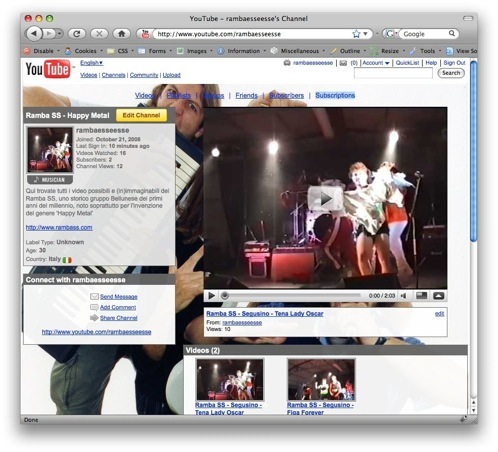 YouTube – rambaesseesse's Channel
http://www.youtube.com/rambaesseesse
Google
Disable Cookies CSS Forms Images Information Miscellaneous Outline Resize Tools View So
YouTube
English
rambaesseesse (0) Account QuickList Help Sign Out
Videos | Channels | Community | Upload
Search
Videos | Playlists | Groups | Friends | Subscribers | Subscriptions
Ramba SS - Happy Metal Edit Channel
rambaesseesse
Joined: October 21, 2008
Last Sign In: 10 minutes ago
Videos Watched: 16
Subscribers: 2
Channel Views: 12
MUSICIAN
Qui trovate tutti i video possibili e (in)immaginabili dei
Ramba SS, uno storico gruppo Bellunese dei primi
anni del millennio, noto soprattutto per l'invenzione
del genere 'Happy Metal'
http://www.rambass.com
Label Type: Unknown
Age: 30
Country: Italy
Connect with rambaesseesse
Send Message
Add Comment
Share Channel
http://www.youtube.com/rambaesseesse
0:00 / 2:03
Ramba SS - Segusino - Tena Lady Oscar edit
From: rambaesseesse
Views: 10
Videos (2)
Ramba SS - Segusino -
Tena Lady Oscar
Ramba SS - Segusino -
Figa Forever
Done